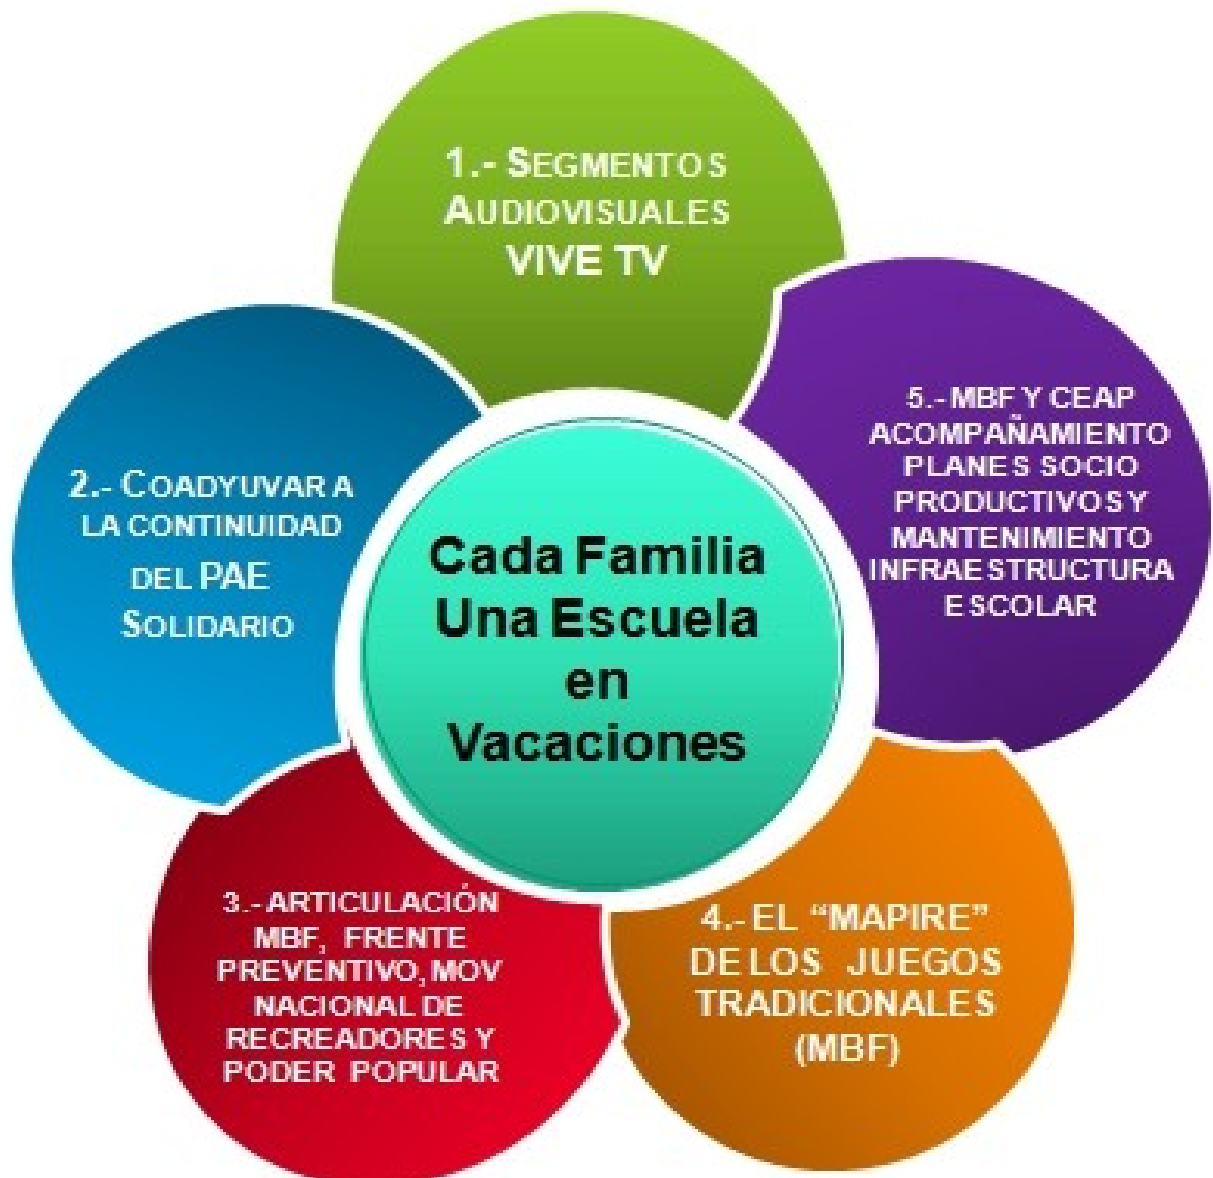 1.- SEGMENTOS
AUDIOVISUALES
VIVE TV
2.- COADYUVAR A
LA CONTINUIDAD
DEL PAE
SOLIDARIO
3.- ARTICULACIÓN
MBF, FRENTE
PREVENTIVO, MOV
NACIONAL DE
RECREADORES Y
PODER POPULAR
4.- EL “MAPIRE”
DE LOS JUEGOS
TRADICIONALES
(MBF)
5.- MBF Y CEAP
ACOMPAÑAMIENTO
PLANES SOCIO
PRODUCTIVOS Y
MANTENIMIENTO
INFRAESTRUCTURA
ESCOLAR
Cada Familia
Una Escuela
en
Vacaciones